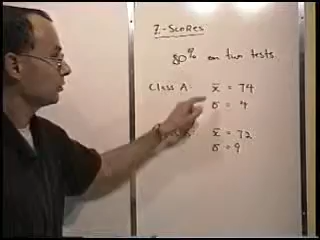 Z-Scores
80% on two tests.
Class A: x̄ = 74
σ = 4
x̄ = 72
σ = 9